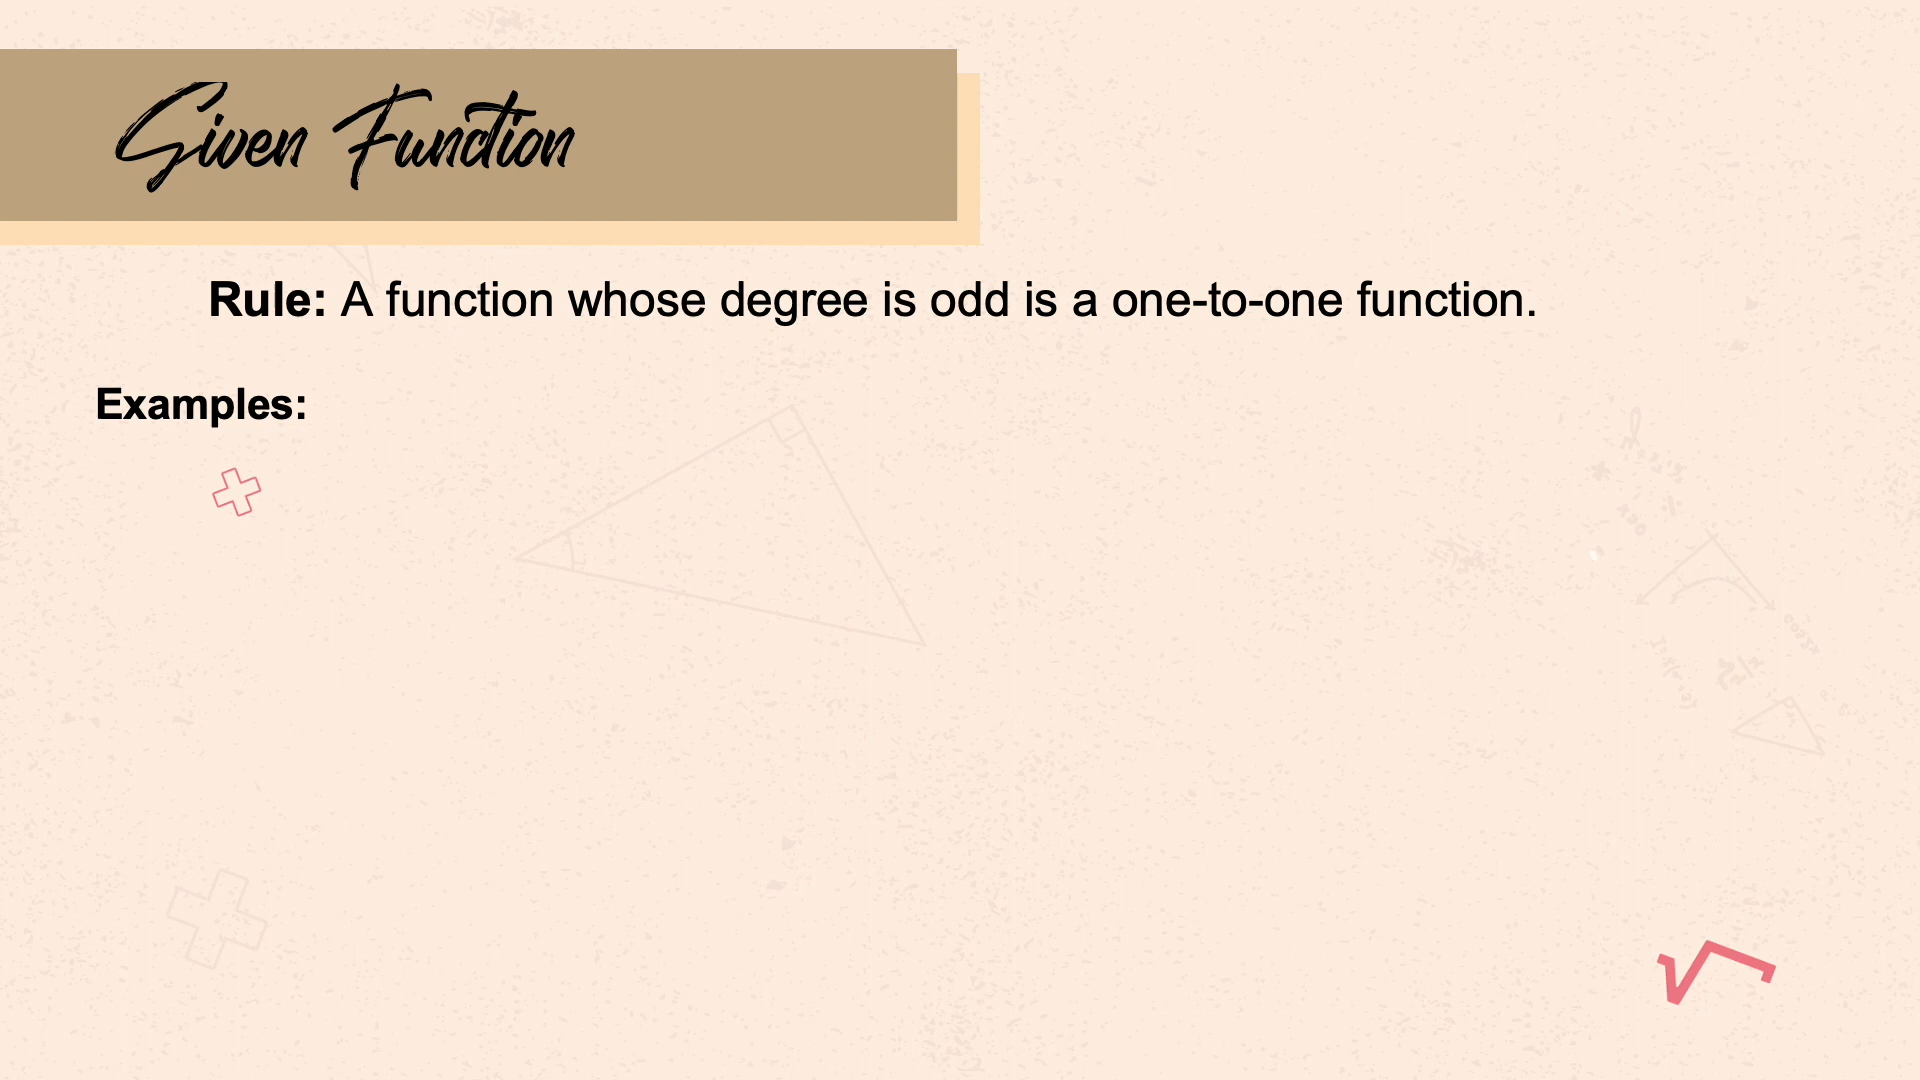 Given Function
Rule: A function whose degree is odd is a one-to-one function.
Examples: